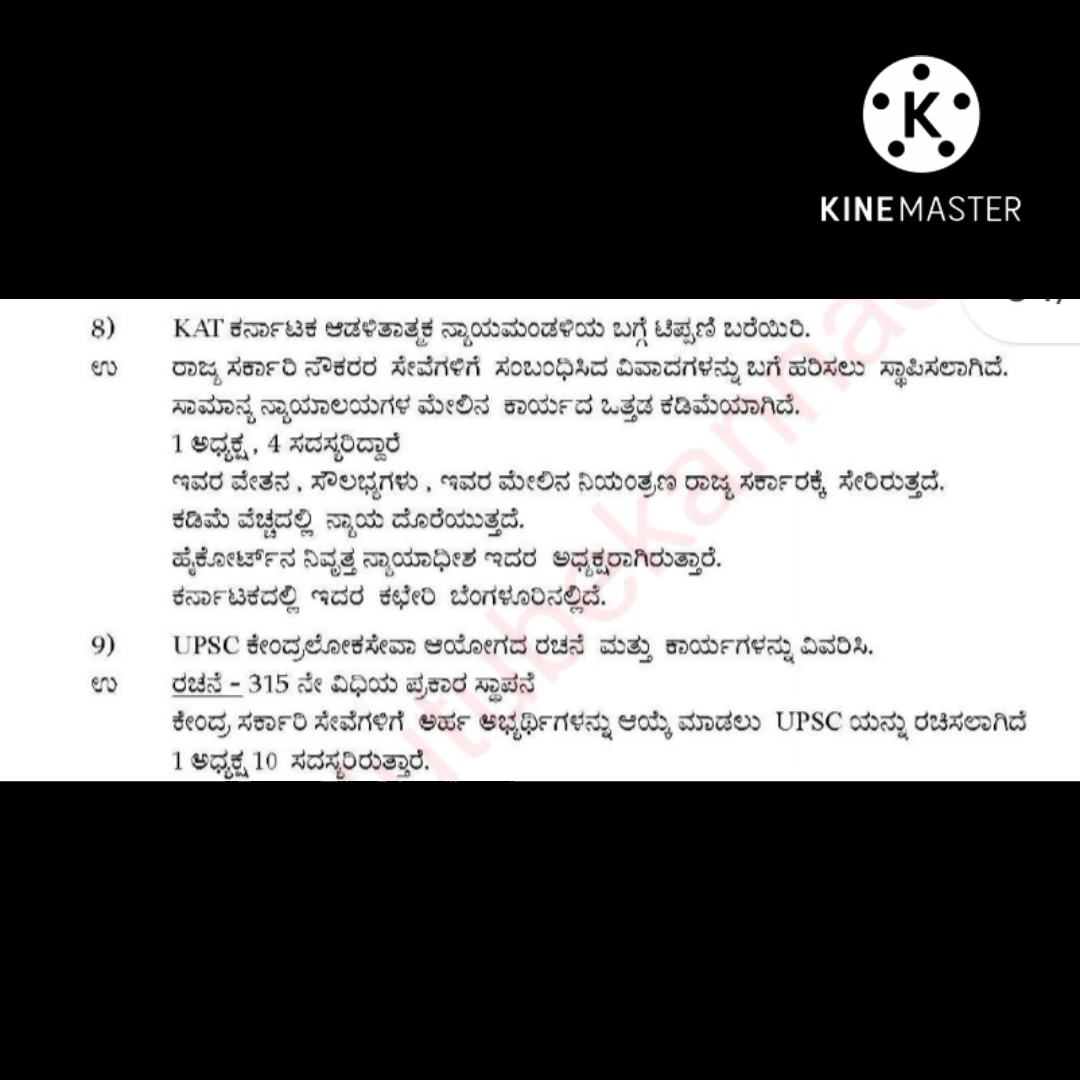 KINEMASTER
8) KAT ಕರ್ನಾಟಕ ಆಡಳಿತಾತ್ಮಕ ನ್ಯಾಯಮಂಡಳಿಯ ಬಗ್ಗೆ ಟಿಪ್ಪಣಿ ಬರೆಯಿರಿ.
ಉ ರಾಜ್ಯ ಸರ್ಕಾರಿ ನೌಕರರ ಸೇವೆಗಳಿಗೆ ಸಂಬಂಧಿಸಿದ ವಿವಾದಗಳನ್ನು ಬಗೆ ಹರಿಸಲು ಸ್ಥಾಪಿಸಲಾಗಿದೆ.
ಸಾಮಾನ್ಯ ನ್ಯಾಯಾಲಯಗಳ ಮೇಲಿನ ಕಾರ್ಯದ ಒತ್ತಡ ಕಡಿಮೆಯಾಗಿದೆ.
1 ಅಧ್ಯಕ್ಷ , 4 ಸದಸ್ಯರಿದ್ದಾರೆ
ಇವರ ವೇತನ , ಸೌಲಭ್ಯಗಳು , ಇವರ ಮೇಲಿನ ನಿಯಂತ್ರಣ ರಾಜ್ಯ ಸರ್ಕಾರಕ್ಕೆ ಸೇರಿರುತ್ತದೆ.
ಕಡಿಮೆ ವೆಚ್ಚದಲ್ಲಿ ನ್ಯಾಯ ದೊರೆಯುತ್ತದೆ.
ಹೈಕೋರ್ಟ್‌ನ ನಿವೃತ್ತ ನ್ಯಾಯಾಧೀಶ ಇದರ ಅಧ್ಯಕ್ಷರಾಗಿರುತ್ತಾರೆ.
ಕರ್ನಾಟಕದಲ್ಲಿ ಇದರ ಕಛೇರಿ ಬೆಂಗಳೂರಿನಲ್ಲಿದೆ.
9) UPSC ಕೇಂದ್ರಲೋಕಸೇವಾ ಆಯೋಗದ ರಚನೆ ಮತ್ತು ಕಾರ್ಯಗಳನ್ನು ವಿವರಿಸಿ.
ಉ ರಚನೆ – 315 ನೇ ವಿಧಿಯ ಪ್ರಕಾರ ಸ್ಥಾಪನೆ
ಕೇಂದ್ರ ಸರ್ಕಾರಿ ಸೇವೆಗಳಿಗೆ ಅರ್ಹ ಅಭ್ಯರ್ಥಿಗಳನ್ನು ಆಯ್ಕೆ ಮಾಡಲು UPSC ಯನ್ನು ರಚಿಸಲಾಗಿದೆ
1 ಅಧ್ಯಕ್ಷ 10 ಸದಸ್ಯರಿರುತ್ತಾರೆ.